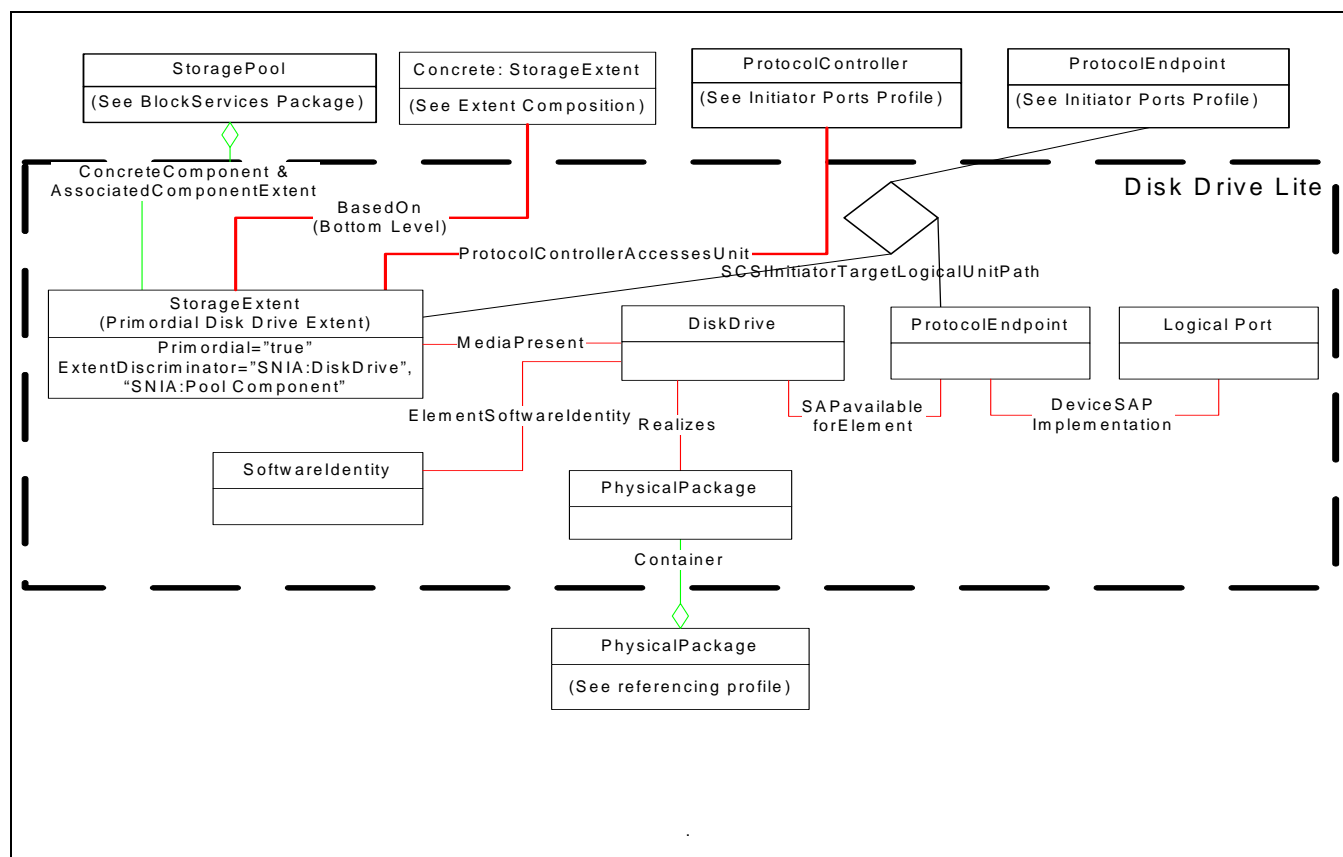 StoragePool
(See BlockServices Package)
Concrete: StorageExtent
(See Extent Composition)
ProtocolController
(See Initiator Ports Profile)
ProtocolEndpoint
(See Initiator Ports Profile)
ConcreteComponent &
AssociatedComponentExtent
Disk Drive Lite
BasedOn
(Bottom Level)
ProtocolControllerAccessesUnit
SCSIInitiatorTargetLogicalUnitPath
StorageExtent
(Primordial Disk Drive Extent)
Primordial="true"
ExtentDiscriminator="SNIA:DiskDrive",
“SNIA:Pool Component"
MediaPresent
DiskDrive
ProtocolEndpoint
Logical Port
ElementSoftwareIdentity
Realizes
SAPavailable
forElement
DeviceSAP
Implementation
SoftwareIdentity
PhysicalPackage
Container
PhysicalPackage
(See referencing profile)